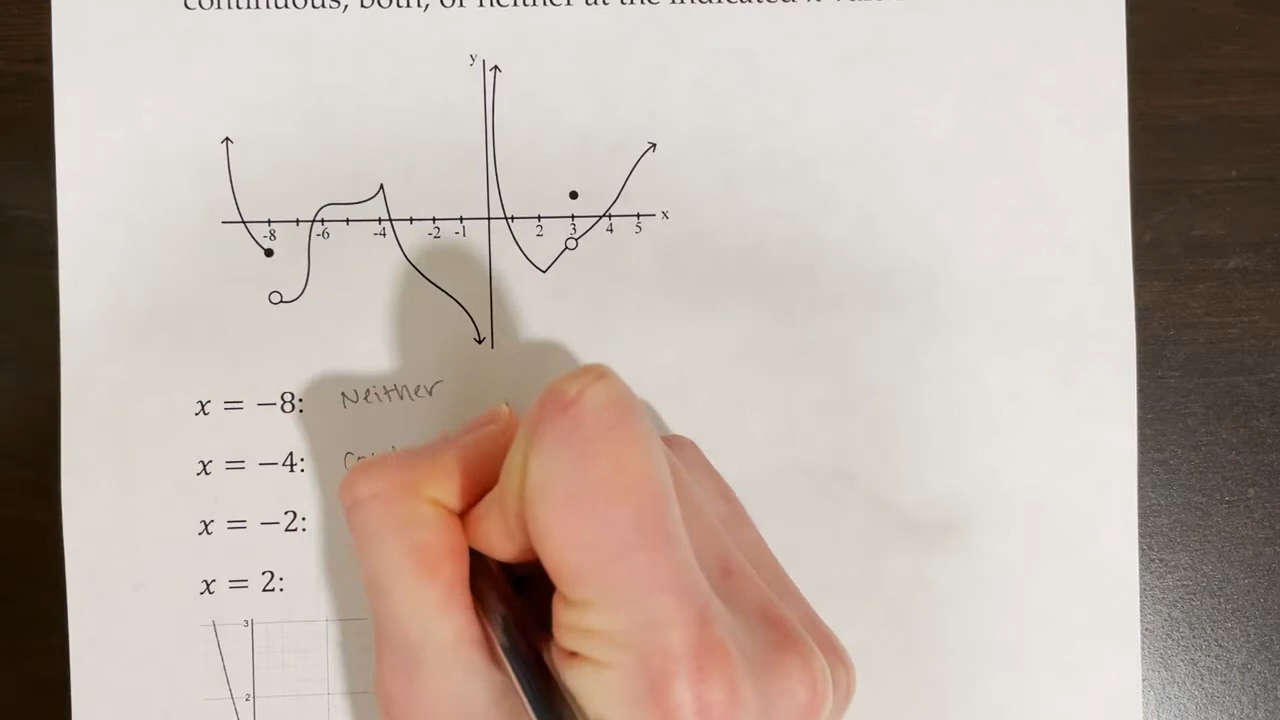 continuous, both, or neither at the indicated x
y
x
-8 -6 -4 -2 -1 2 3 4 5
x = −8: Neither
x = −4:
x = −2:
x = 2:
3
2